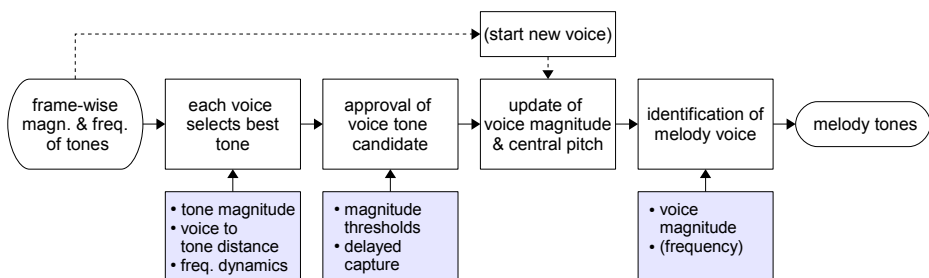 (start new voice)
frame-wise
magn. & freq.
of tones
each voice
selects best
tone
approval of
voice tone
candidate
update of
voice magnitude
& central pitch
identification of
melody voice
melody tones
• tone magnitude
• voice to
tone distance
• freq. dynamics
• magnitude
thresholds
• delayed
capture
• voice
magnitude
• (frequency)